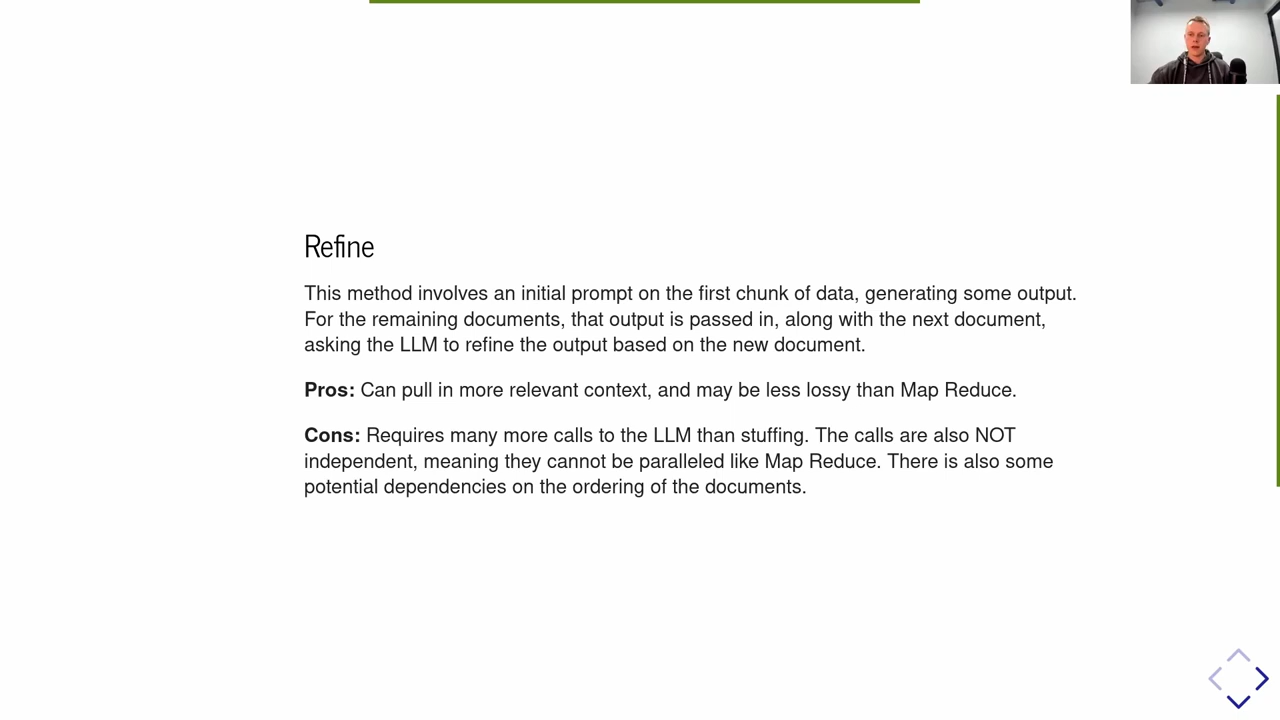 Refine
This method involves an initial prompt on the first chunk of data, generating some output.
For the remaining documents, that output is passed in, along with the next document,
asking the LLM to refine the output based on the new document.
Pros: Can pull in more relevant context, and may be less lossy than Map Reduce.
Cons: Requires many more calls to the LLM than stuffing. The calls are also NOT
independent, meaning they cannot be paralleled like Map Reduce. There is also some
potential dependencies on the ordering of the documents.